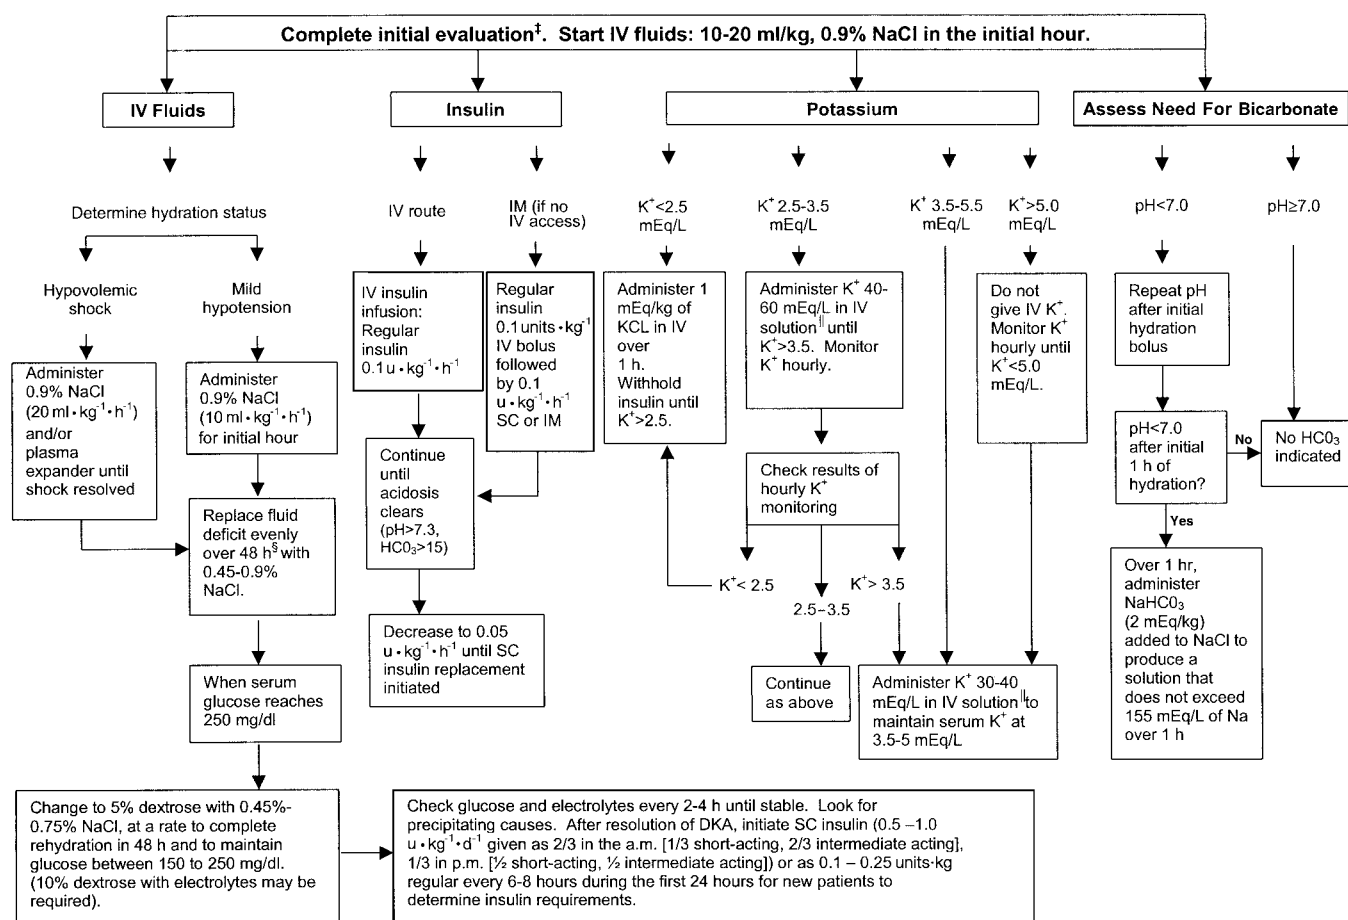 Complete initial evaluation‡. Start IV fluids: 10-20 ml/kg, 0.9% NaCl in the initial hour.
IV Fluids
Insulin
Potassium
Assess Need For Bicarbonate
Determine hydration status
IV route
IM (if no
IV access)
K+<2.5
mEq/L
K+ 2.5-3.5
mEq/L
K+ 3.5-5.5
mEq/L
K+>5.0
mEq/L
pH<7.0
pH≥7.0
Hypovolemic
shock
Mild
hypotension
IV insulin
infusion:
Regular
insulin
0.1u•kg-1•h-1
Regular
insulin
0.1units•kg-1
IV bolus
followed
by 0.1
u•kg-1•h-1
SC or IM
Administer 1
mEq/kg of
KCL in IV
over
1 h.
Withhold
insulin until
K+>2.5.
Administer K+ 40-
60 mEq/L in IV
solution|| until
K+>3.5. Monitor
K+ hourly.
Do not
give IV K+.
Monitor K+
hourly until
K+<5.0
mEq/L.
Repeat pH
after initial
hydration
bolus
Administer
0.9% NaCl
(20 ml•kg-1•h-1)
and/or
plasma
expander until
shock resolved
Administer
0.9% NaCl
(10 ml•kg-1•h-1)
for initial hour
Continue
until
acidosis
clears
(pH>7.3,
HC0₃>15)
Check results of
hourly K+
monitoring
pH<7.0
after initial
1 h of
hydration?
No
No HC0₃
indicated
Yes
Replace fluid
deficit evenly
over 48 h§ with
0.45-0.9%
NaCl.
K+< 2.5
2.5–3.5
K+> 3.5
Over 1 hr,
administer
NaHC0₃
(2 mEq/kg)
added to NaCl to
produce a
solution that
does not exceed
155 mEq/L of Na
over 1 h
Decrease to 0.05
u•kg-1•h-1 until SC
insulin replacement
initiated
When serum
glucose reaches
250 mg/dl
Continue
as above
Administer K+ 30-40
mEq/L in IV solution|| to
maintain serum K+ at
3.5-5 mEq/L
Change to 5% dextrose with 0.45%-
0.75% NaCl, at a rate to complete
rehydration in 48 h and to maintain
glucose between 150 to 250 mg/dl.
(10% dextrose with electrolytes may be
required).
Check glucose and electrolytes every 2-4 h until stable. Look for
precipitating causes. After resolution of DKA, initiate SC insulin (0.5 –1.0
u•kg-1•d-1 given as 2/3 in the a.m. [1/3 short-acting, 2/3 intermediate acting],
1/3 in p.m. [½ short-acting, ½ intermediate acting]) or as 0.1 – 0.25 units·kg
regular every 6-8 hours during the first 24 hours for new patients to
determine insulin requirements.